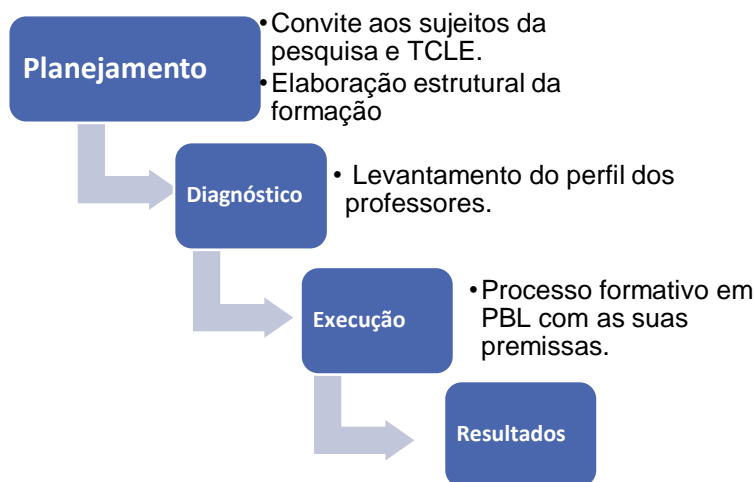 Planejamento
•Convite aos sujeitos da
pesquisa e TCLE.
•Elaboração estrutural da
formação
Diagnóstico
• Levantamento do perfil dos
professores.
Execução
•Processo formativo em
PBL com as suas
premissas.
Resultados